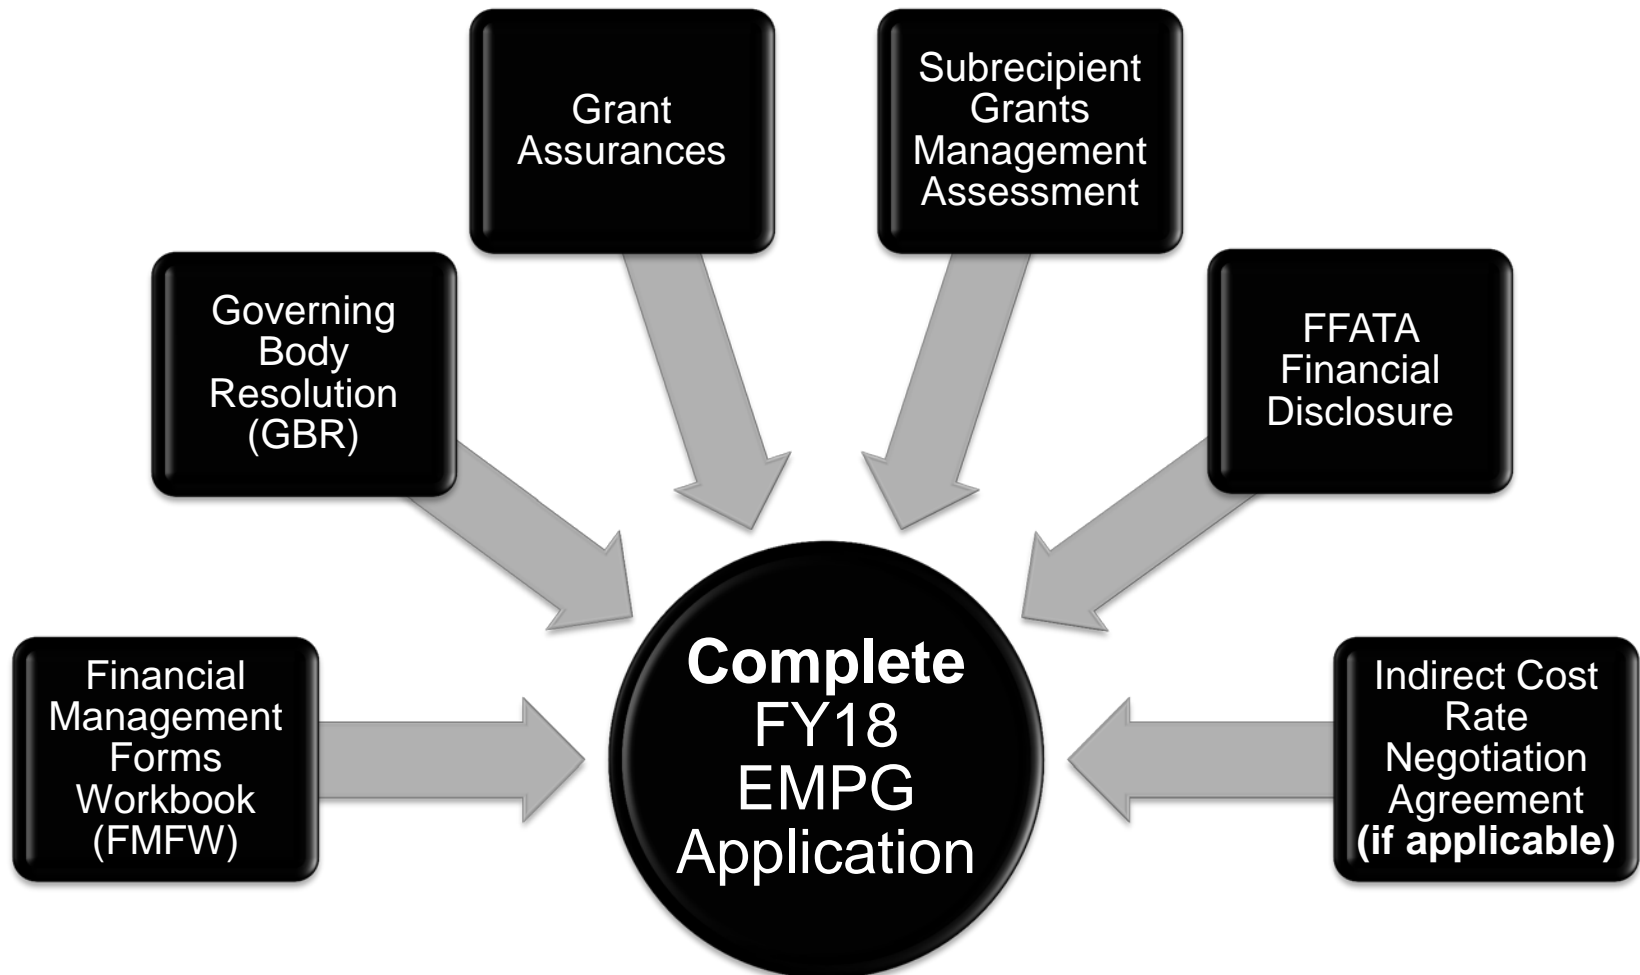 Grant
Assurances
Subrecipient
Grants
Management
Assessment
Governing
Body
Resolution
(GBR)
FFATA
Financial
Disclosure
Financial
Management
Forms
Workbook
(FMFW)
Complete
FY18
EMPG
Application
Indirect Cost
Rate
Negotiation
Agreement
(if applicable)